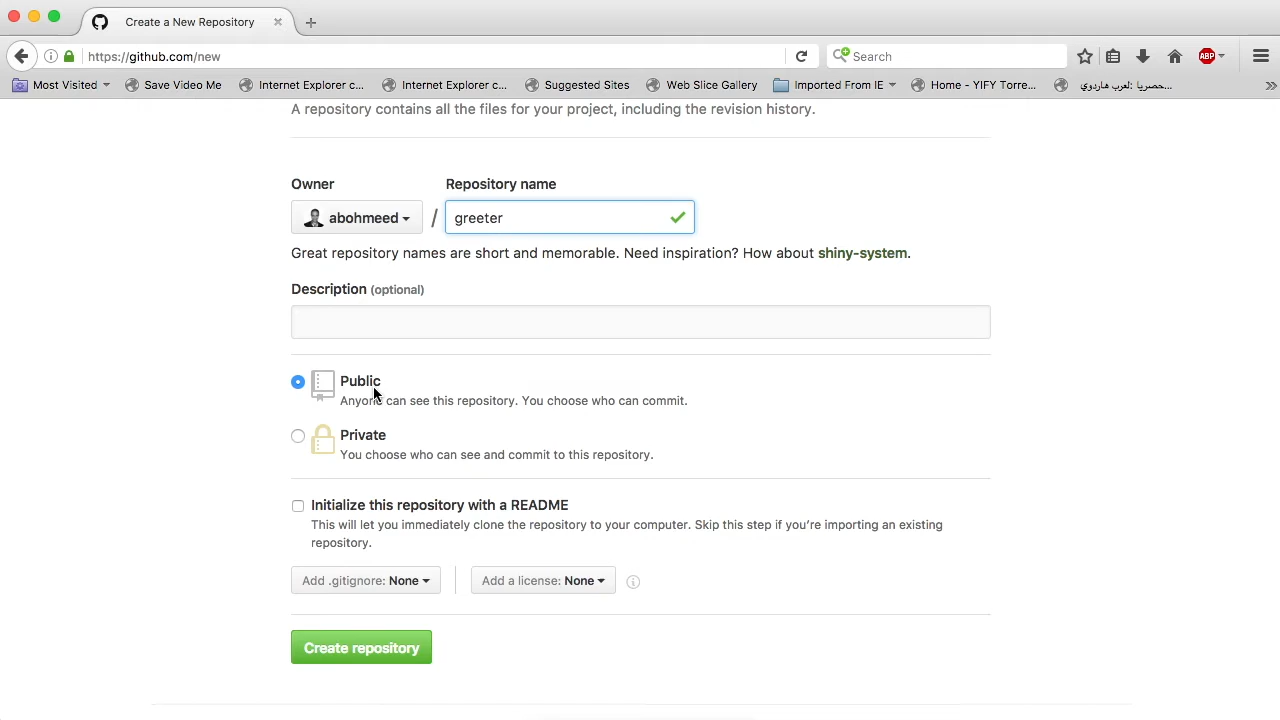 Create a New Repository
https://github.com/new
Search
ABP
Most Visited
Save Video Me
Internet Explorer c...
Internet Explorer c...
Suggested Sites
Web Slice Gallery
Imported From IE
Home - YIFY Torre...
حصريا :لعرب هاردوي...
A repository contains all the files for your project, including the revision history.
Owner
Repository name
abohmeed
/
greeter
Great repository names are short and memorable. Need inspiration? How about shiny-system.
Description (optional)
Public
Anyone can see this repository. You choose who can commit.
Private
You choose who can see and commit to this repository.
Initialize this repository with a README
This will let you immediately clone the repository to your computer. Skip this step if you’re importing an existing
repository.
Add .gitignore: None
Add a license: None
Create repository